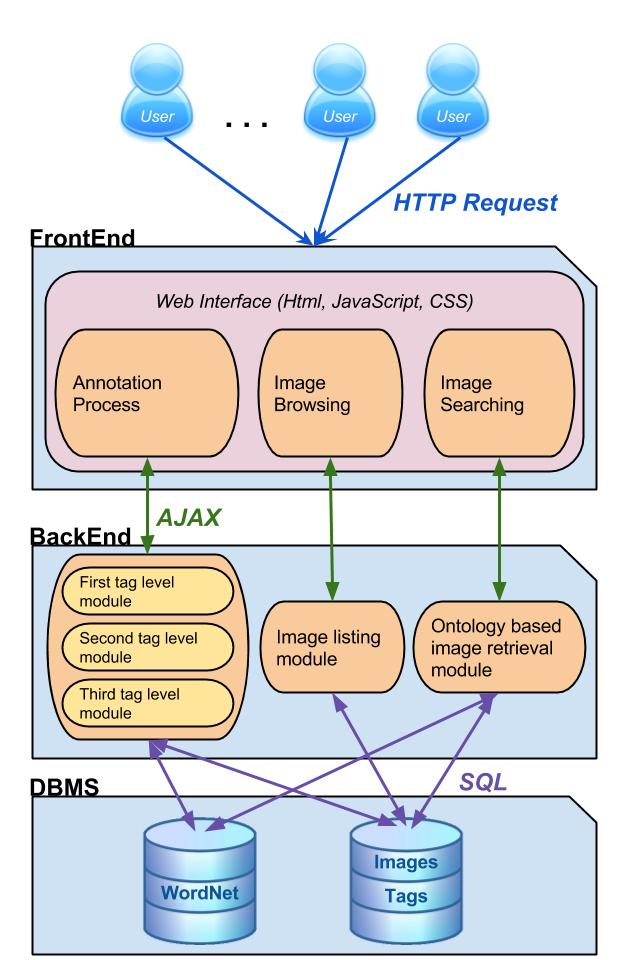 User
. . .
User
User
HTTP Request
FrontEnd
Web Interface (Html, JavaScript, CSS)
Annotation
Process
Image
Browsing
Image
Searching
AJAX
BackEnd
First tag level
module
Second tag level
module
Third tag level
module
Image listing
module
Ontology based
image retrieval
module
SQL
DBMS
WordNet
Images
Tags